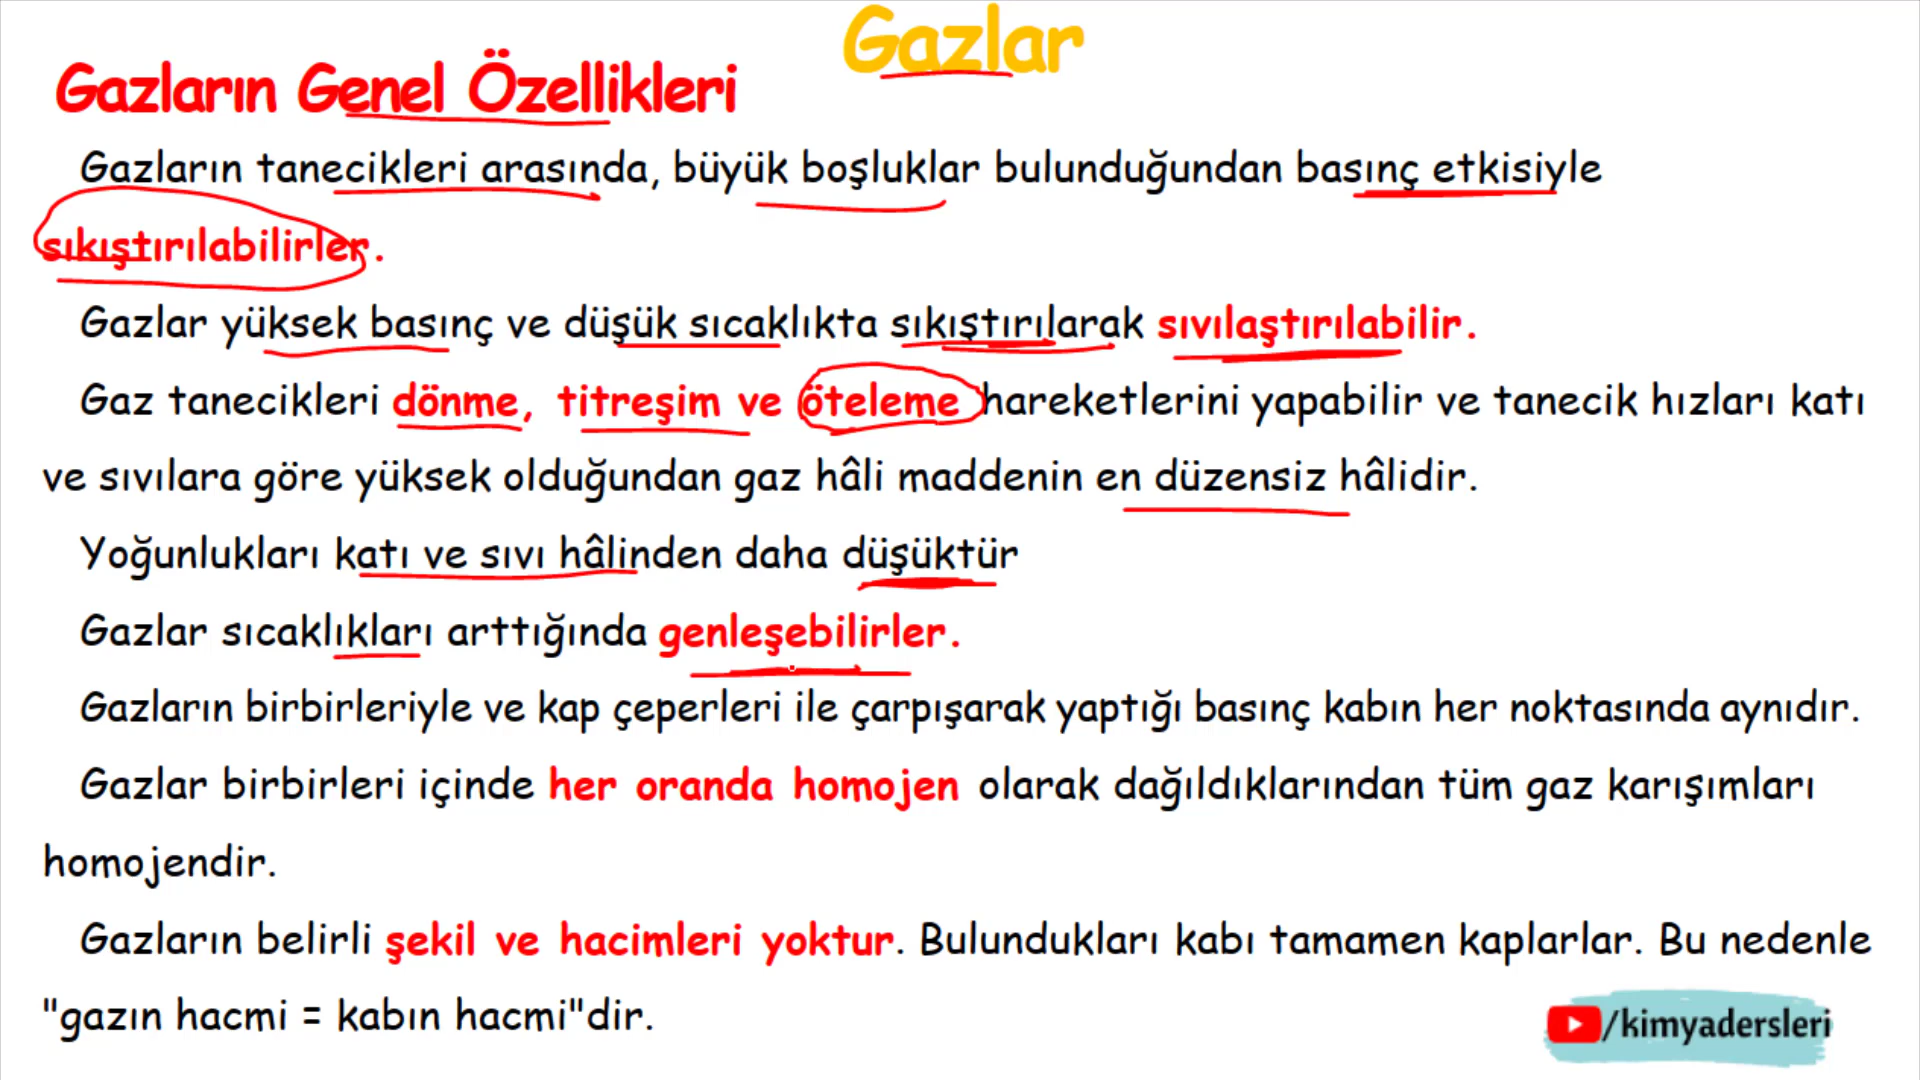 Gazlar
Gazların Genel Özellikleri
Gazların tanecikleri arasında, büyük boşluklar bulunduğundan basınç etkisiyle
sıkıştırılabilirler.
Gazlar yüksek basınç ve düşük sıcaklıkta sıkıştırılarak sıvılaştırılabilir.
Gaz tanecikleri dönme, titreşim ve öteleme hareketlerini yapabilir ve tanecik hızları katı
ve sıvılara göre yüksek olduğundan gaz hâli maddenin en düzensiz hâlidir.
Yoğunlukları katı ve sıvı hâlinden daha düşüktür
Gazlar sıcaklıkları arttığında genleşebilirler.
Gazların birbirleriyle ve kap çeperleri ile çarpışarak yaptığı basınç kabın her noktasında aynıdır.
Gazlar birbirleri içinde her oranda homojen olarak dağıldıklarından tüm gaz karışımları
homojendir.
Gazların belirli şekil ve hacimleri yoktur. Bulundukları kabı tamamen kaplarlar. Bu nedenle
"gazın hacmi = kabın hacmi"dir.
/kimyadersleri